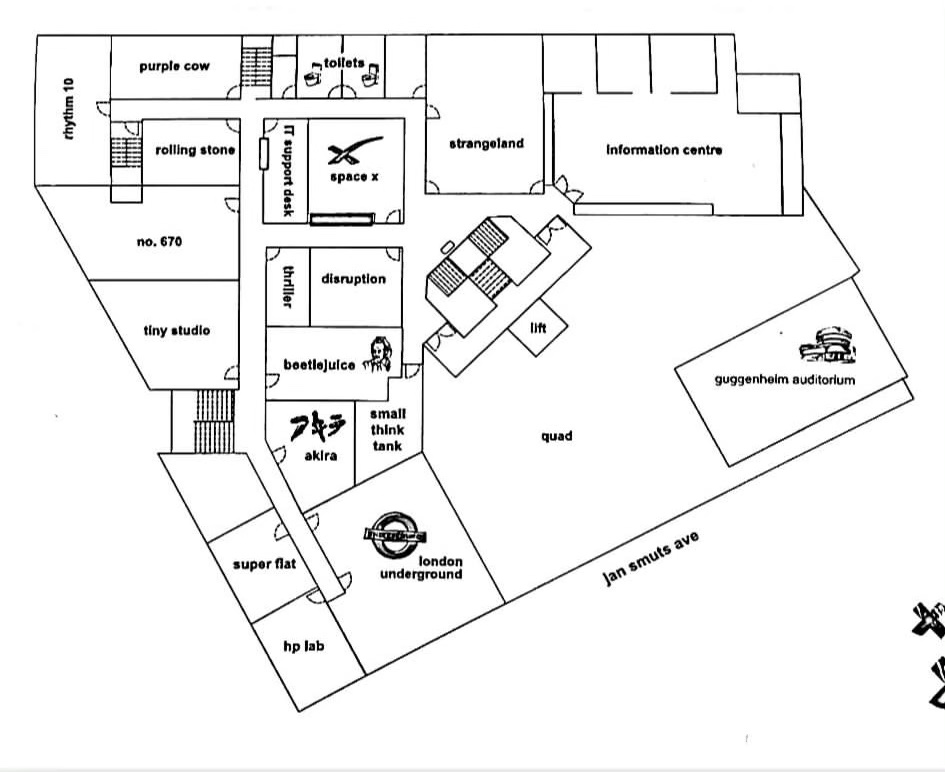 purple cow
toilets
rhythm 10
rolling stone
IT support desk
space x
strangeland
information centre
no. 670
thriller
disruption
lift
tiny studio
beetlejuice
guggenheim auditorium
アキラ
akira
small
think
tank
quad
super flat
london
underground
jan smuts ave
hp lab